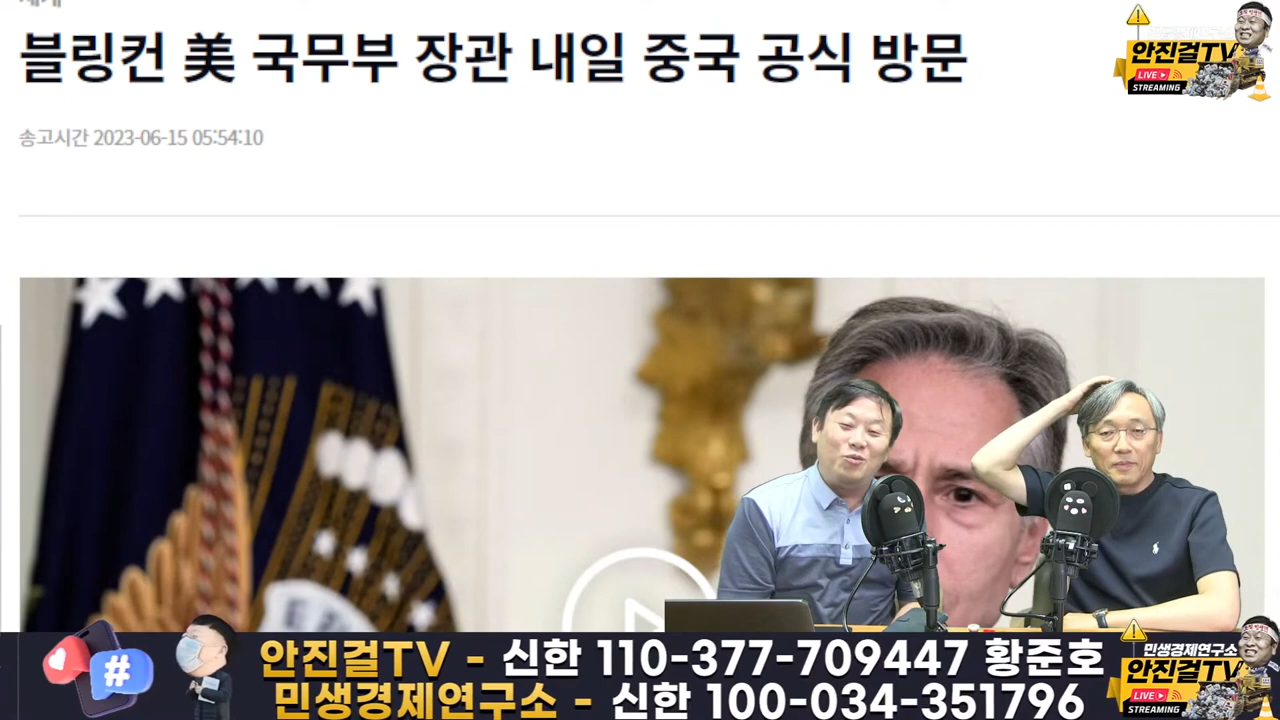 블링컨 美 국무부 장관 내일 중국 공식 방문
송고시간 2023-06-15 05:54:10
안진걸TV
LIVE
STREAMING
#
안진걸TV - 신한 110-377-709447 황준호
민생경제연구소 - 신한 100-034-351796
민생경제연구소
안진걸TV
LIVE
STREAMING